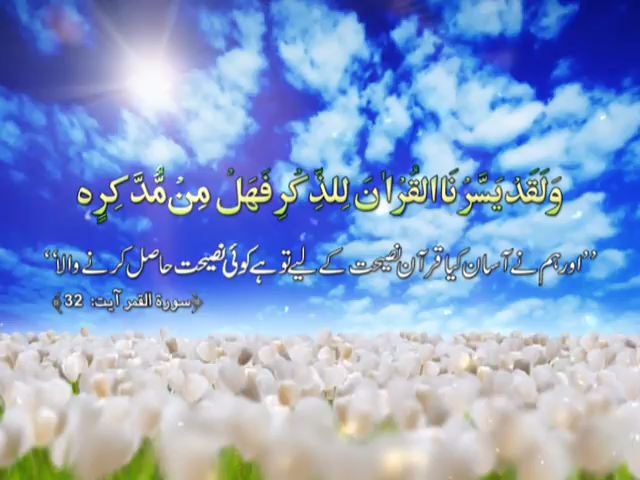 وَلَقَدْ يَسَّرْنَا الْقُرْاٰنَ لِلذِّكْرِ فَهَلْ مِنْ مُّدَّكِرٍ۝
’’اور ہم نے آسان کیا قرآن نصیحت کے لیے تو ہے کوئی نصیحت حاصل کرنے والا‘‘
﴿سورۃ القمر آیت: 32﴾